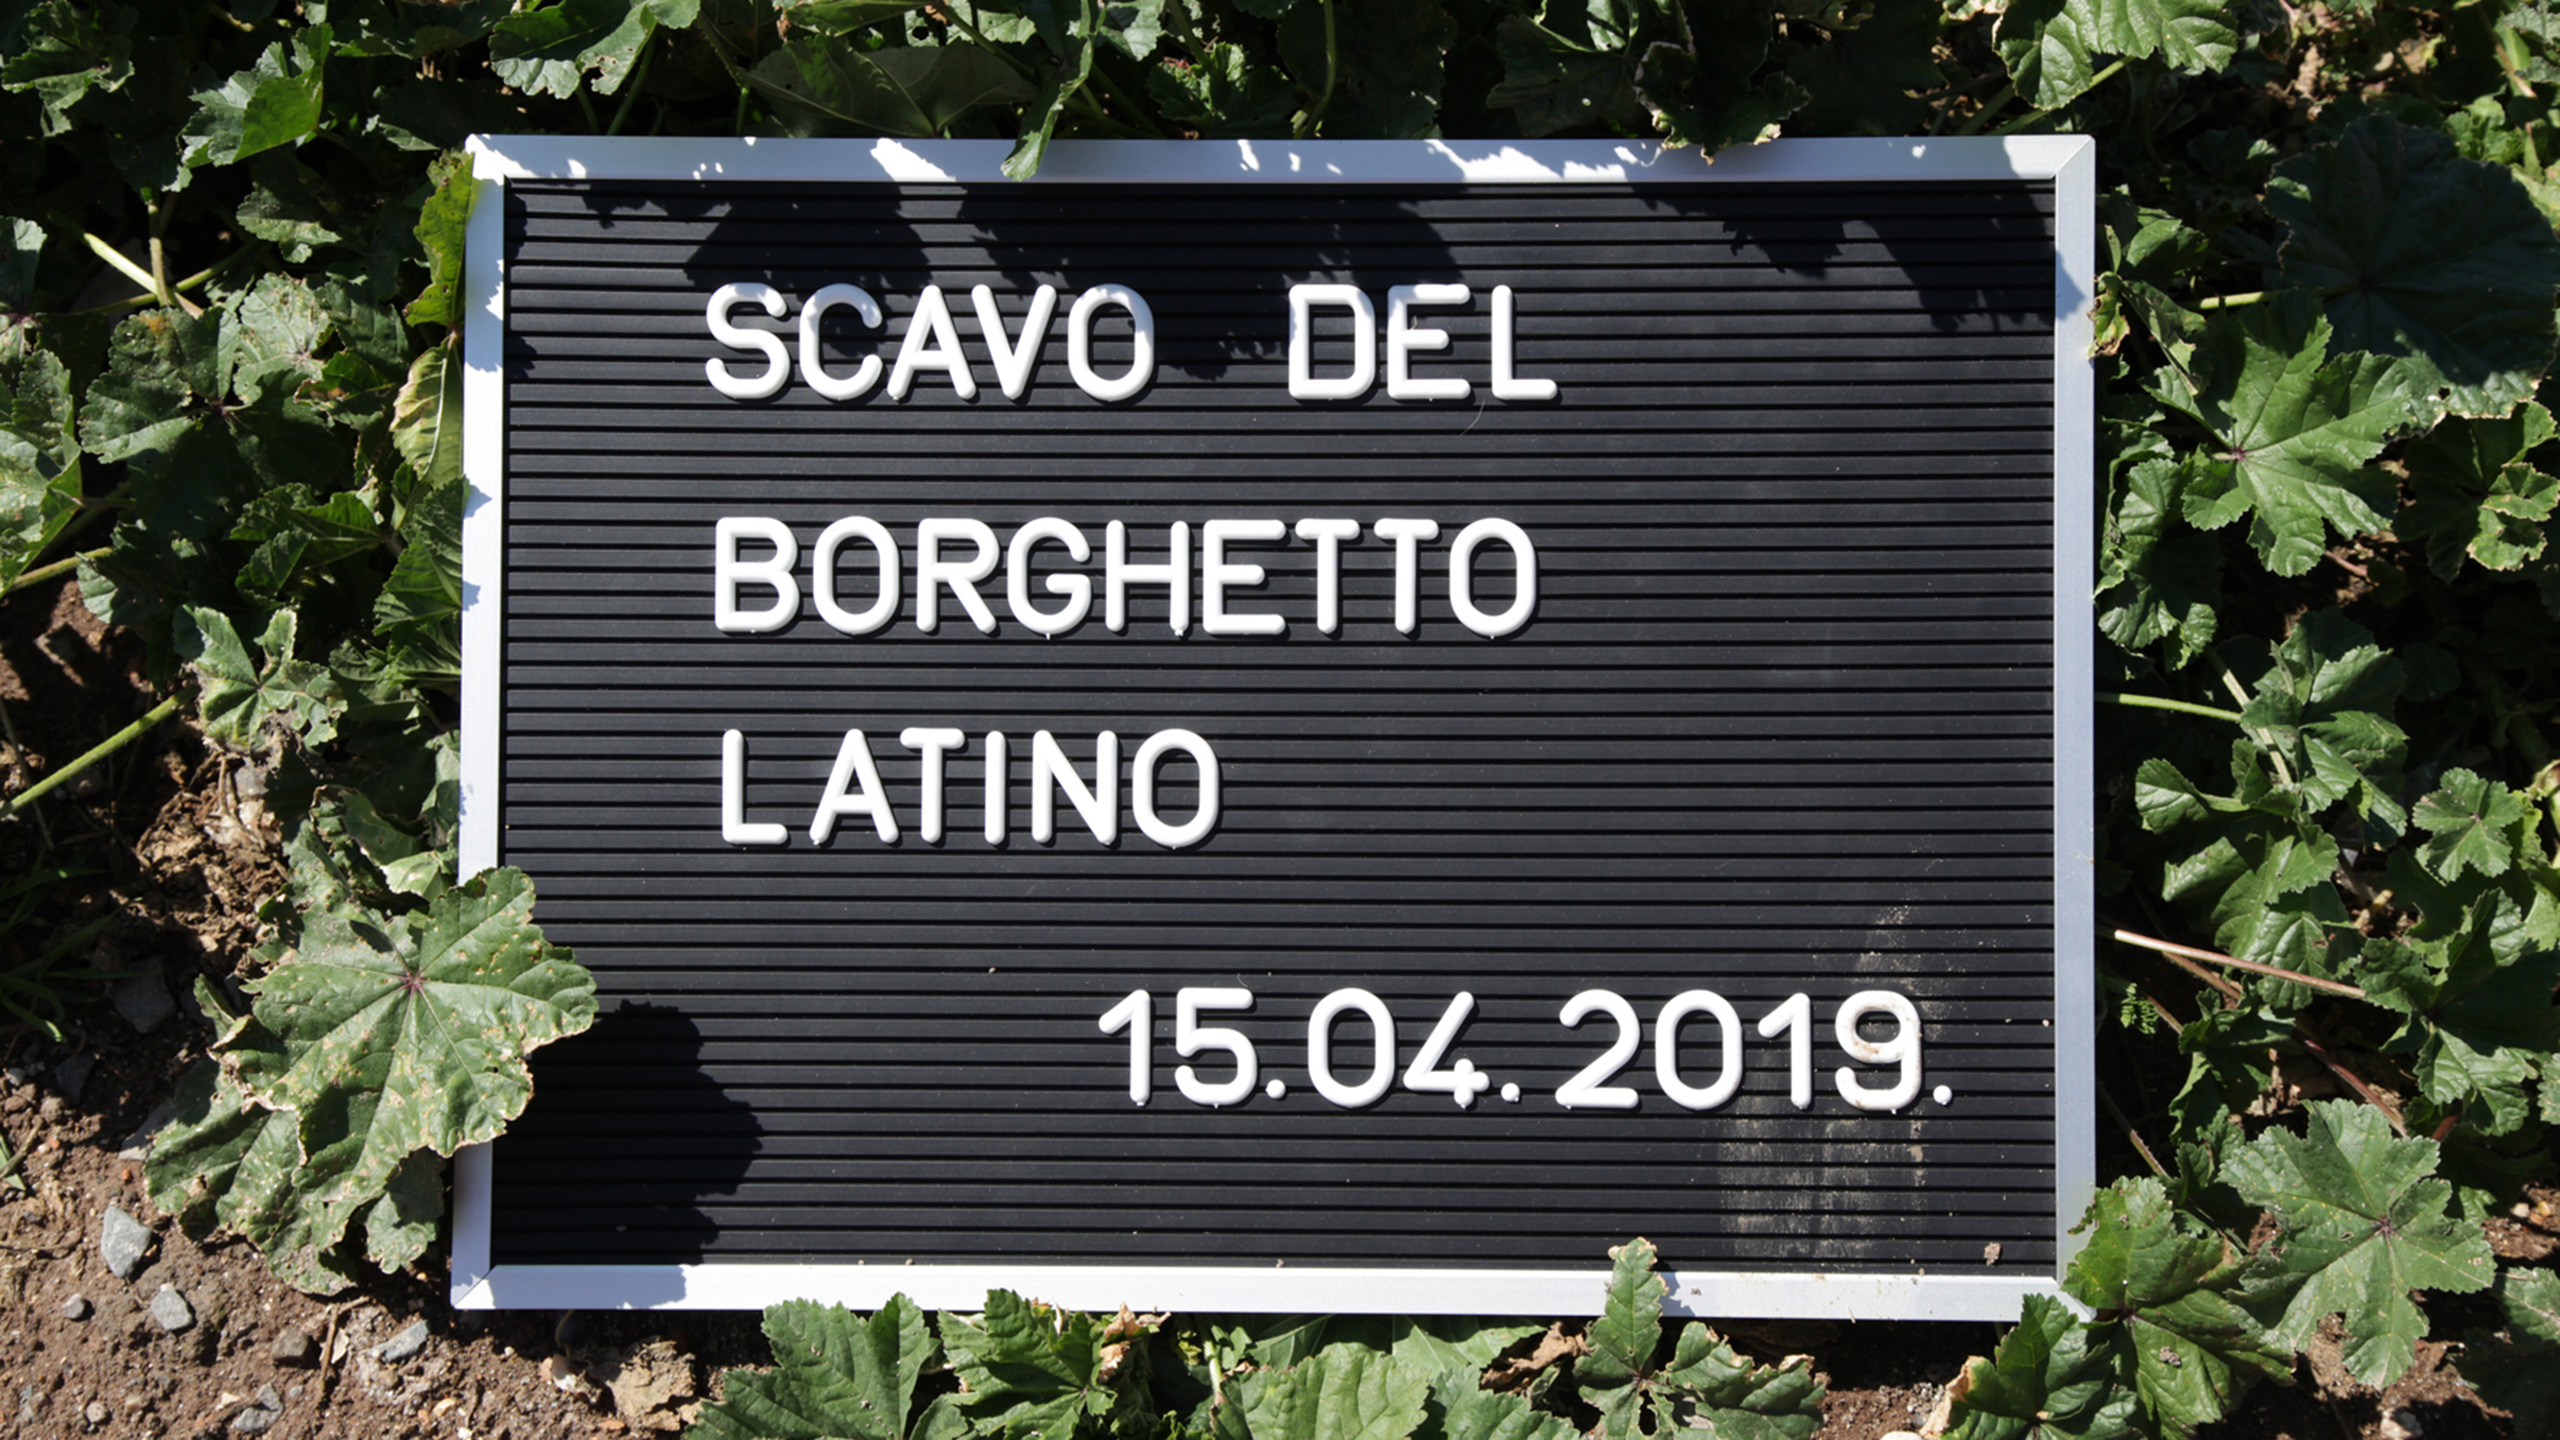 SCAVO DEL
BORGHETTO
LATINO
15.04.2019.